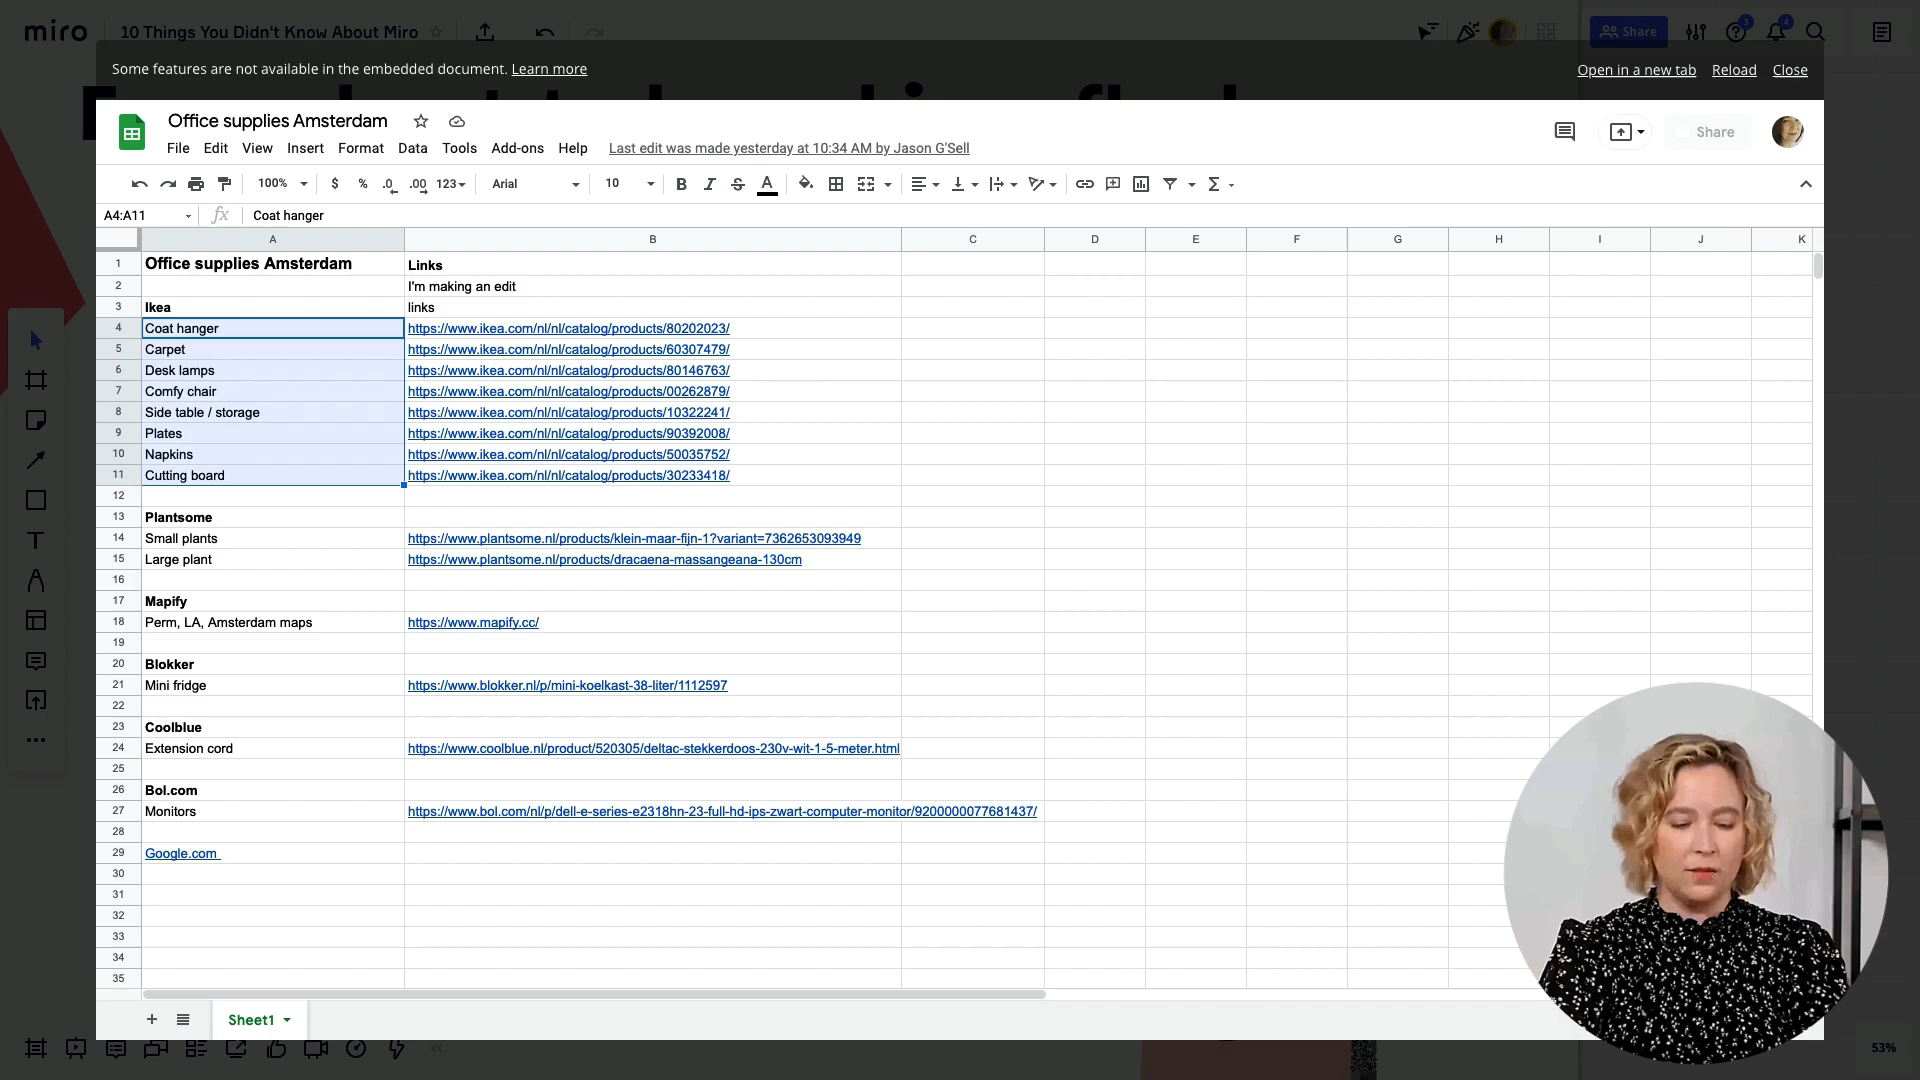 miro
10 Things You Didn't Know About Miro
Share
3
4
Some features are not available in the embedded document. Learn more
Open in a new tab Reload Close
Office supplies Amsterdam
File Edit View Insert Format Data Tools Add-ons Help Last edit was made yesterday at 10:34 AM by Jason G'Sell
Share
100% $ % .0 .00 123 Arial 10 B I S A Σ
A4:A11 fx Coat hanger
A B C D E F G H I J K
1 Office supplies Amsterdam Links
2 I'm making an edit
3 Ikea links
4 Coat hanger https://www.ikea.com/nl/nl/catalog/products/80202023/
5 Carpet https://www.ikea.com/nl/nl/catalog/products/60307479/
6 Desk lamps https://www.ikea.com/nl/nl/catalog/products/80146763/
7 Comfy chair https://www.ikea.com/nl/nl/catalog/products/00262879/
8 Side table / storage https://www.ikea.com/nl/nl/catalog/products/10322241/
9 Plates https://www.ikea.com/nl/nl/catalog/products/90392008/
10 Napkins https://www.ikea.com/nl/nl/catalog/products/50035752/
11 Cutting board https://www.ikea.com/nl/nl/catalog/products/30233418/
12
13 Plantsome
14 Small plants https://www.plantsome.nl/products/klein-maar-fijn-1?variant=7362653093949
15 Large plant https://www.plantsome.nl/products/dracaena-massangeana-130cm
16
17 Mapify
18 Perm, LA, Amsterdam maps https://www.mapify.cc/
19
20 Blokker
21 Mini fridge https://www.blokker.nl/p/mini-koelkast-38-liter/1112597
22
23 Coolblue
24 Extension cord https://www.coolblue.nl/product/520305/deltac-stekkerdoos-230v-wit-1-5-meter.html
25
26 Bol.com
27 Monitors https://www.bol.com/nl/p/dell-e-series-e2318hn-23-full-hd-ips-zwart-computer-monitor/9200000077681437/
28
29 Google.com
30
31
32
33
34
35
Sheet1
53%